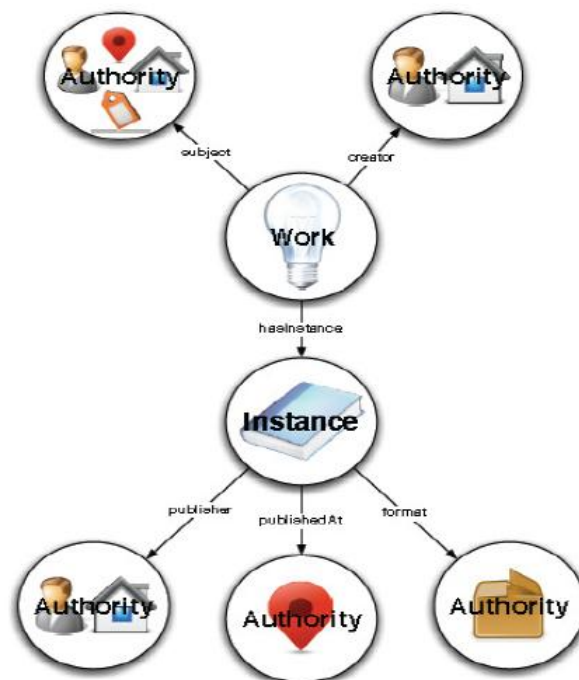 Authority
Authority
subject
creator
Work
hasInstance
Instance
publisher
publishedAt
format
Authority
Authority
Authority